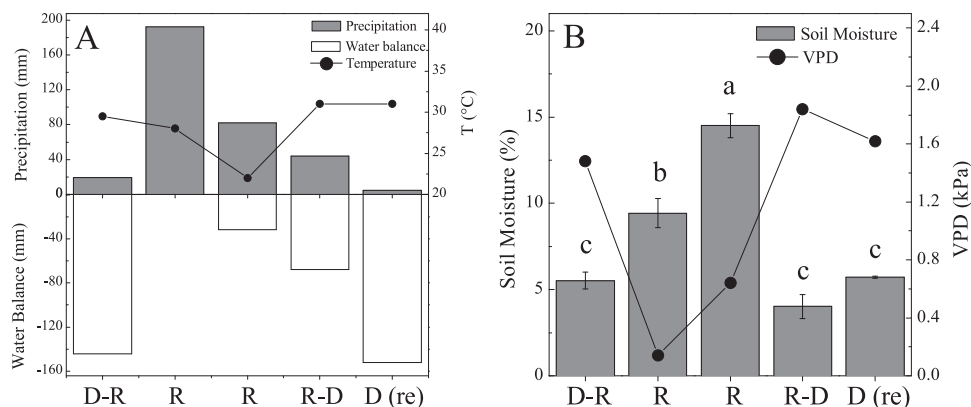 A
Precipitation
Water balance.
Temperature
Precipitation (mm)
200
160
120
80
40
0
Water Balance (mm)
-40
-80
-120
-160
T (°C)
40
35
30
25
20
D-R R R R-D D (re)
B
Soil Moisture
VPD
Soil Moisture (%)
20
15
10
5
0
VPD (kPa)
2.4
2.0
1.6
1.2
0.8
0.4
0.0
c b a c c
D-R R R R-D D (re)